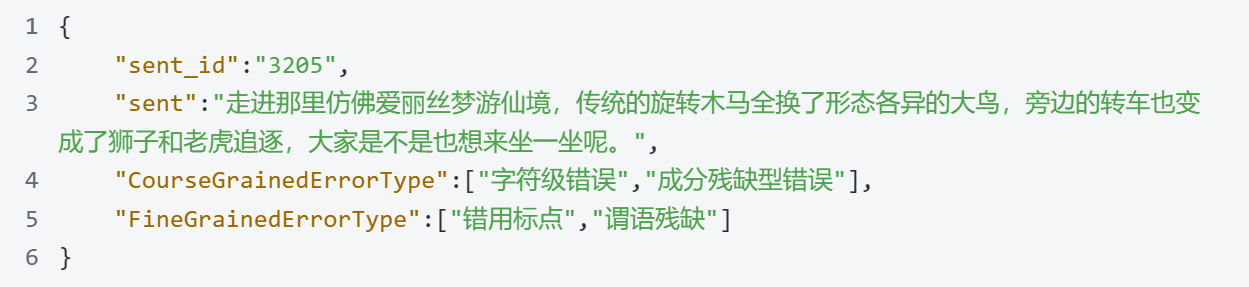 1 {
2 "sent_id":"3205",
3 "sent":"走进那里仿佛爱丽丝梦游仙境，传统的旋转木马全换了形态各异的大鸟，旁边的转车也变
成了狮子和老虎追逐，大家是不是也想来坐一坐呢。",
4 "CourseGrainedErrorType":["字符级错误","成分残缺型错误"],
5 "FineGrainedErrorType":["错用标点","谓语残缺"]
6 }